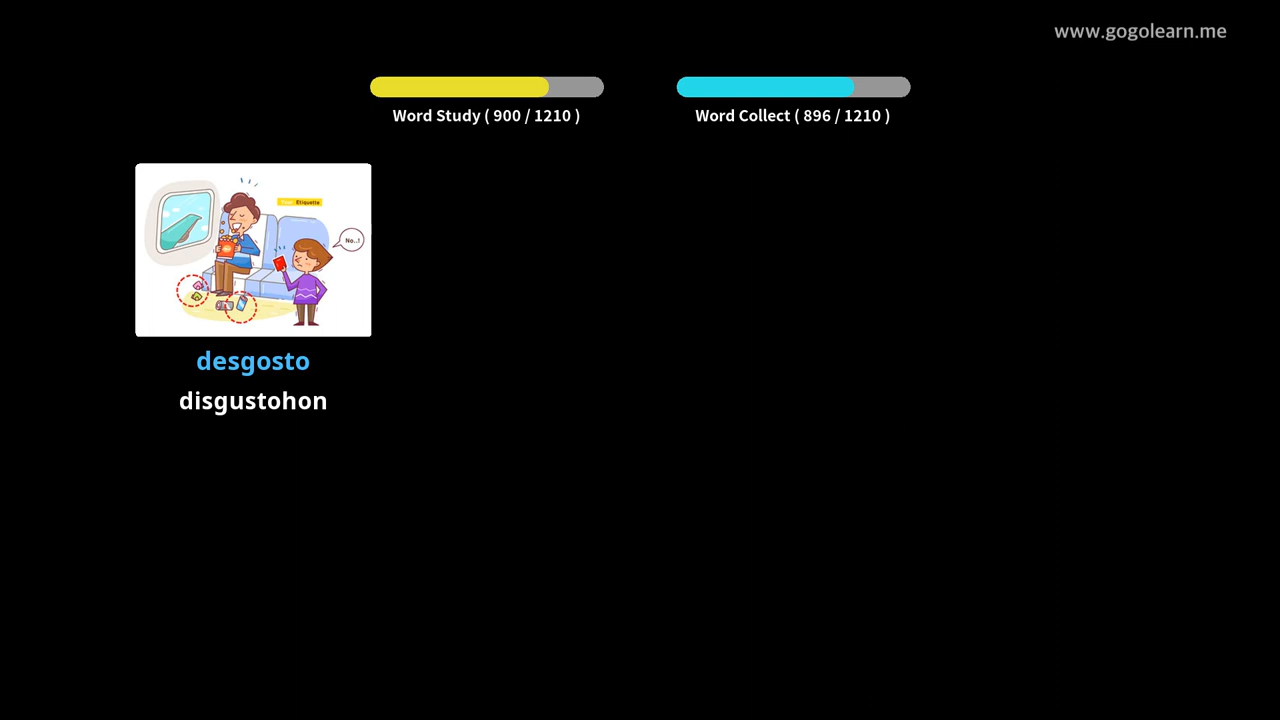 www.gogolearn.me
Word Study ( 900 / 1210 )
Word Collect ( 896 / 1210 )
Etiquette
No..!
desgosto
disgustohon